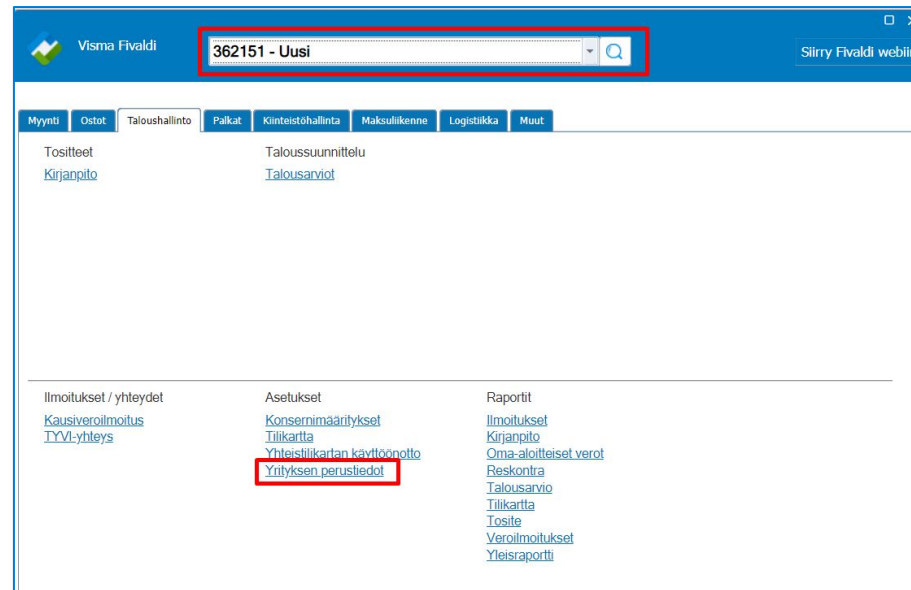 Visma Fivaldi
362151 - Uusi
Siirry Fivaldi webiin
Myynti Ostot Taloushallinto Palkat Kiinteistöhallinta Maksuliikenne Logistiikka Muut
Tositteet Taloussuunnittelu
Kirjanpito Talousarviot
Ilmoitukset / yhteydet
Kausiveroilmoitus
TYVI-yhteys
Asetukset
Konsernimääritykset
Tilikartta
Yhteistilikartan käyttöönotto
Yrityksen perustiedot
Raportit
Ilmoitukset
Kirjanpito
Oma-aloitteiset verot
Reskontra
Talousarvio
Tilikartta
Tosite
Veroilmoitukset
Yleisraportti